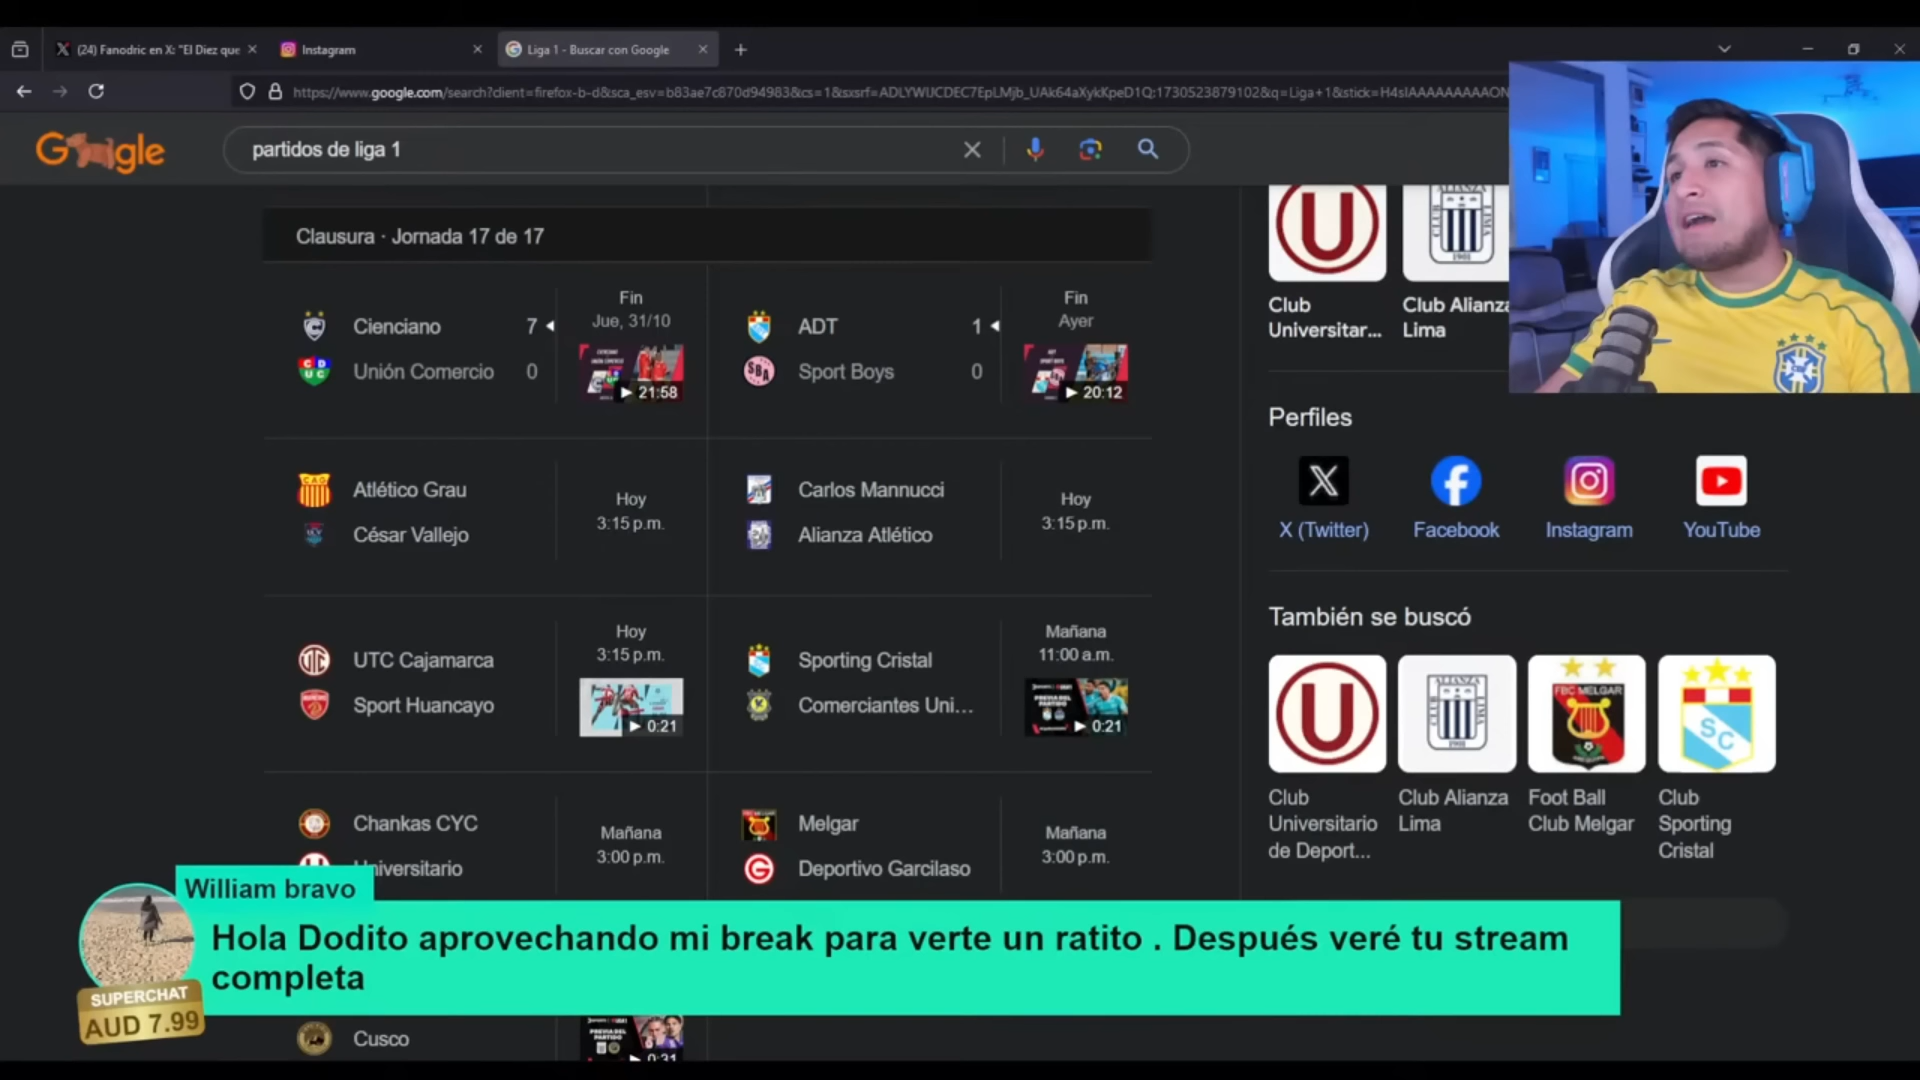 (24) Fanodric en X: "El Diez que
Instagram
Liga 1 - Buscar con Google
https://www.google.com/search?client=firefox-b-d&sca_esv=b83ae7c870d94983&cs=1&sxsrf=ADLYWIJCDEC7EpLMjb_UAk64aXykKpeD1Q:1730523879102&q=Liga+1&stick=H4sIAAAAAAAAAON
Google
partidos de liga 1
Clausura · Jornada 17 de 17
Cienciano 7
Unión Comercio 0
Fin
Jue, 31/10
21:58
ADT 1
Sport Boys 0
Fin
Ayer
20:12
Atlético Grau
César Vallejo
Hoy
3:15 p.m.
Carlos Mannucci
Alianza Atlético
Hoy
3:15 p.m.
UTC Cajamarca
Sport Huancayo
Hoy
3:15 p.m.
0:21
Sporting Cristal
Comerciantes Uni...
Mañana
11:00 a.m.
0:21
Chankas CYC
Universitario
Mañana
3:00 p.m.
Melgar
Deportivo Garcilaso
Mañana
3:00 p.m.
Cusco
0:31
Club
Universitar...
Club Alianza
Lima
Perfiles
X (Twitter)
Facebook
Instagram
YouTube
También se buscó
FBC MELGAR
SC
Club
Universitario
de Deport...
Club Alianza
Lima
Foot Ball
Club Melgar
Club
Sporting
Cristal
William bravo
Hola Dodito aprovechando mi break para verte un ratito . Después veré tu stream
completa
SUPERCHAT
AUD 7.99